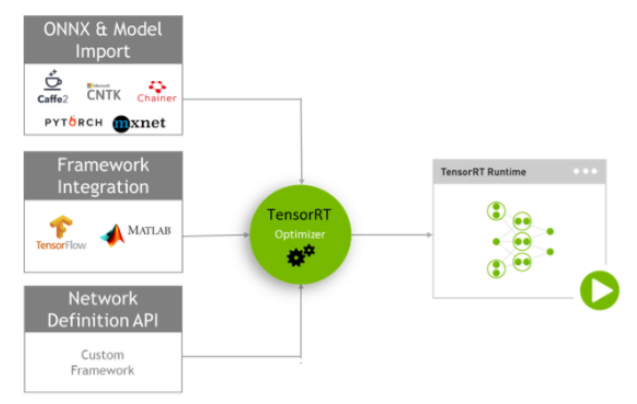 ONNX & Model
Import
Caffe2
Microsoft
CNTK
Chainer
PYTORCH
mxnet
Framework
Integration
TensorFlow
MATLAB
Network
Definition API
Custom
Framework
TensorRT
Optimizer
TensorRT Runtime